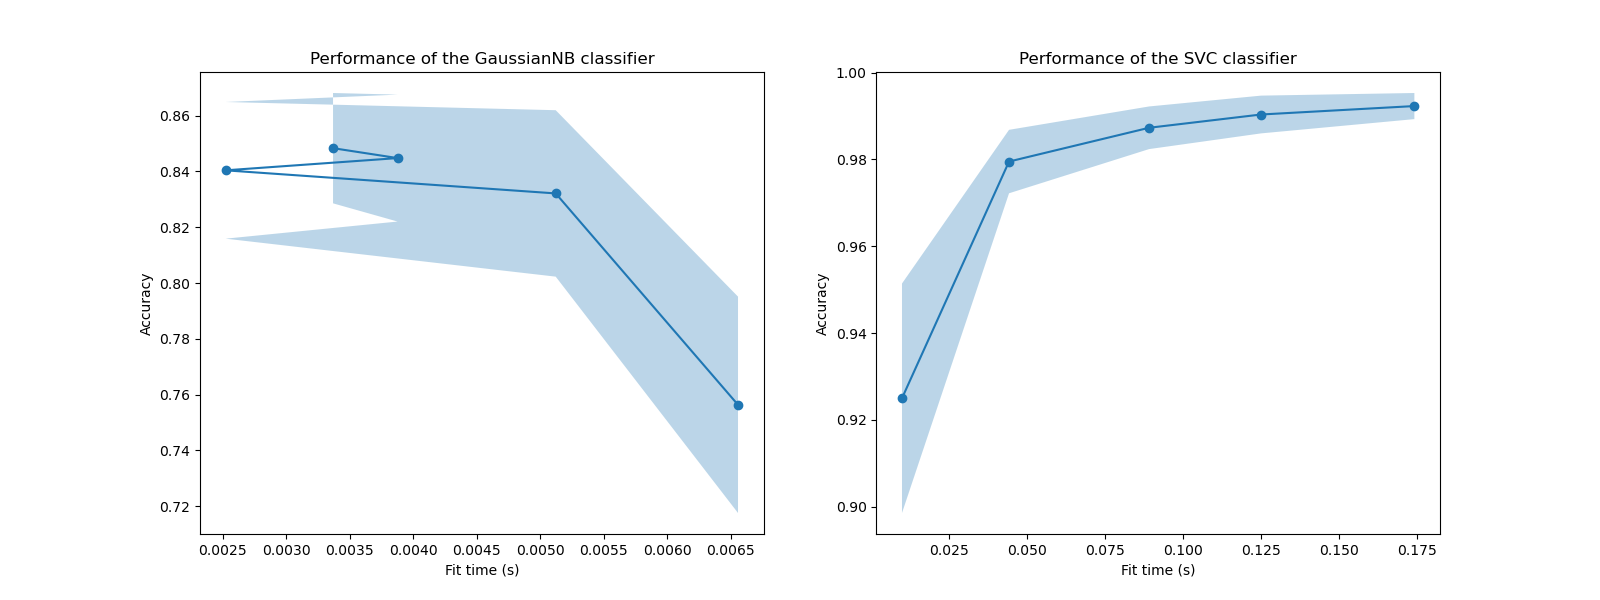 Performance of the GaussianNB classifier
0.86
0.84
0.82
0.80
0.78
0.76
0.74
0.72
Accuracy
0.0025 0.0030 0.0035 0.0040 0.0045 0.0050 0.0055 0.0060 0.0065
Fit time (s)
Performance of the SVC classifier
1.00
0.98
0.96
0.94
0.92
0.90
Accuracy
0.025 0.050 0.075 0.100 0.125 0.150 0.175
Fit time (s)